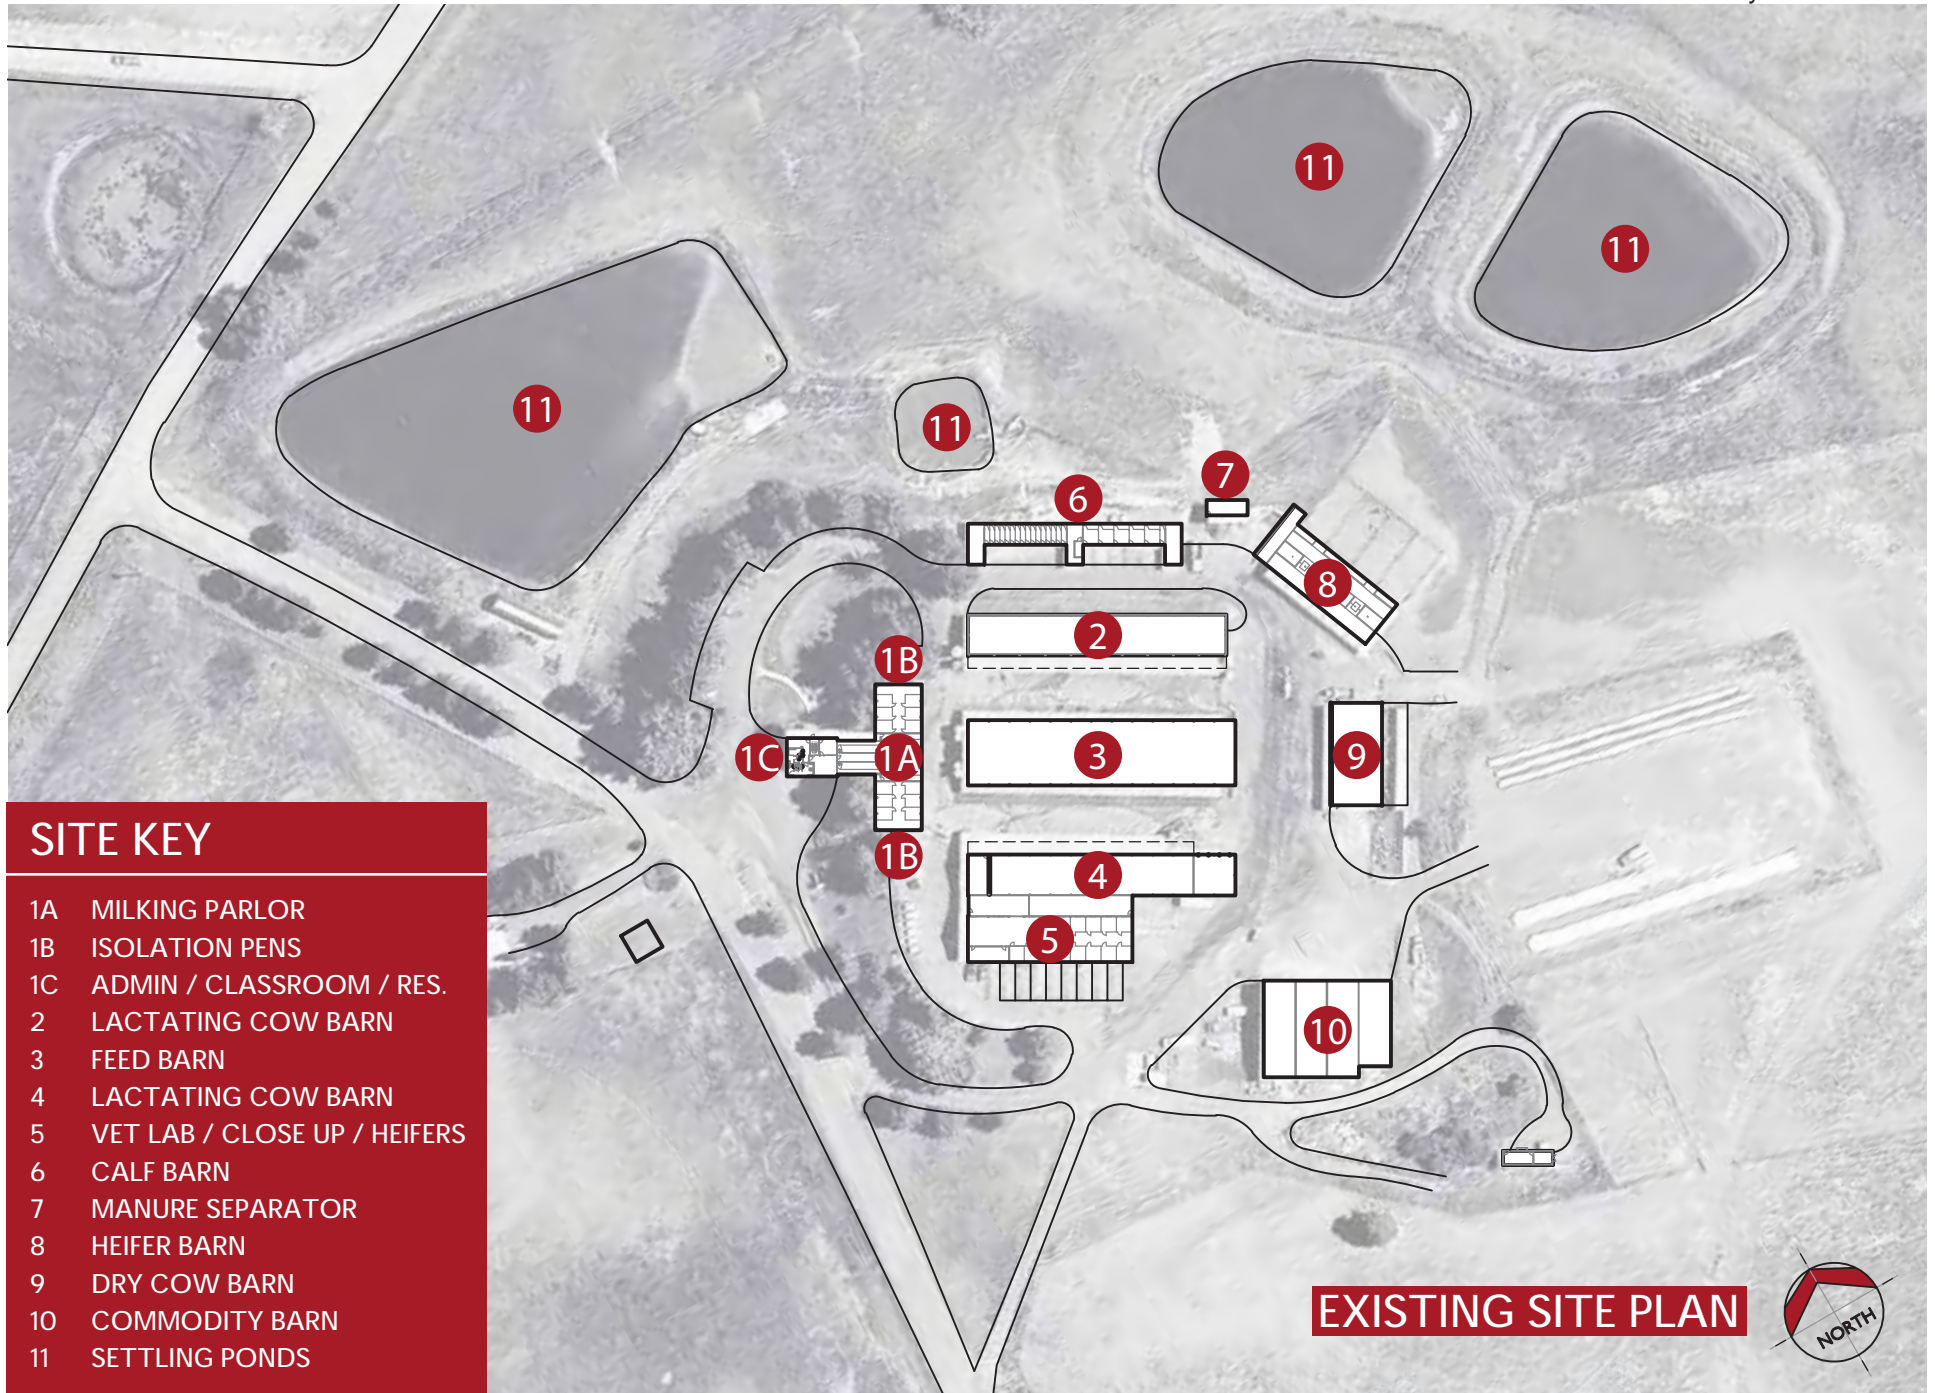 11
11
11
11
7
6
8
2
1B
1C
1A
3
9
1B
4
5
10
SITE KEY
1A MILKING PARLOR
1B ISOLATION PENS
1C ADMIN / CLASSROOM / RES.
2 LACTATING COW BARN
3 FEED BARN
4 LACTATING COW BARN
5 VET LAB / CLOSE UP / HEIFERS
6 CALF BARN
7 MANURE SEPARATOR
8 HEIFER BARN
9 DRY COW BARN
10 COMMODITY BARN
11 SETTLING PONDS
EXISTING SITE PLAN
NORTH